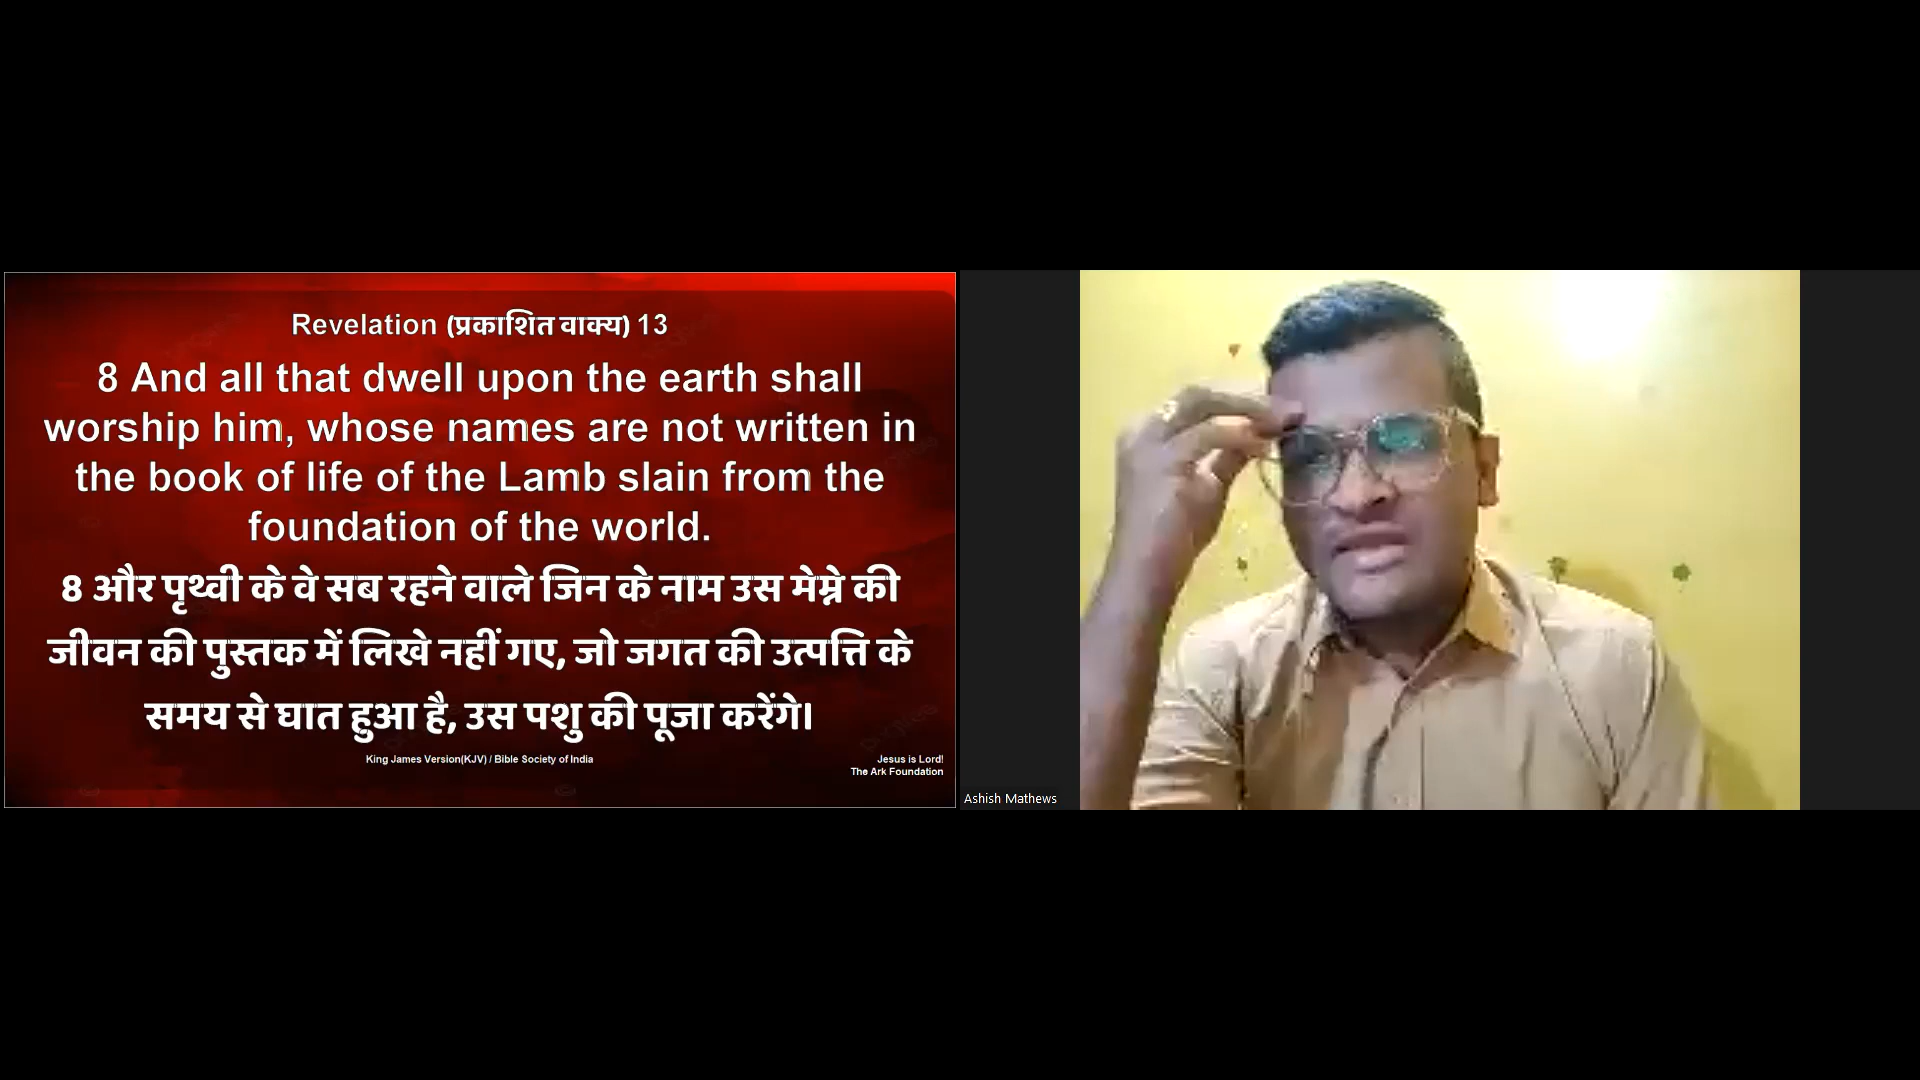 Revelation (प्रकाशित वाक्य) 13
8 And all that dwell upon the earth shall
worship him, whose names are not written in
the book of life of the Lamb slain from the
foundation of the world.
8 और पृथ्वी के वे सब रहने वाले जिन के नाम उस मेम्ने की
जीवन की पुस्तक में लिखे नहीं गए, जो जगत की उत्पत्ति के
समय से घात हुआ है, उस पशु की पूजा करेंगे।
King James Version(KJV) / Bible Society of India
Jesus is Lord!
The Ark Foundation
Ashish Mathews